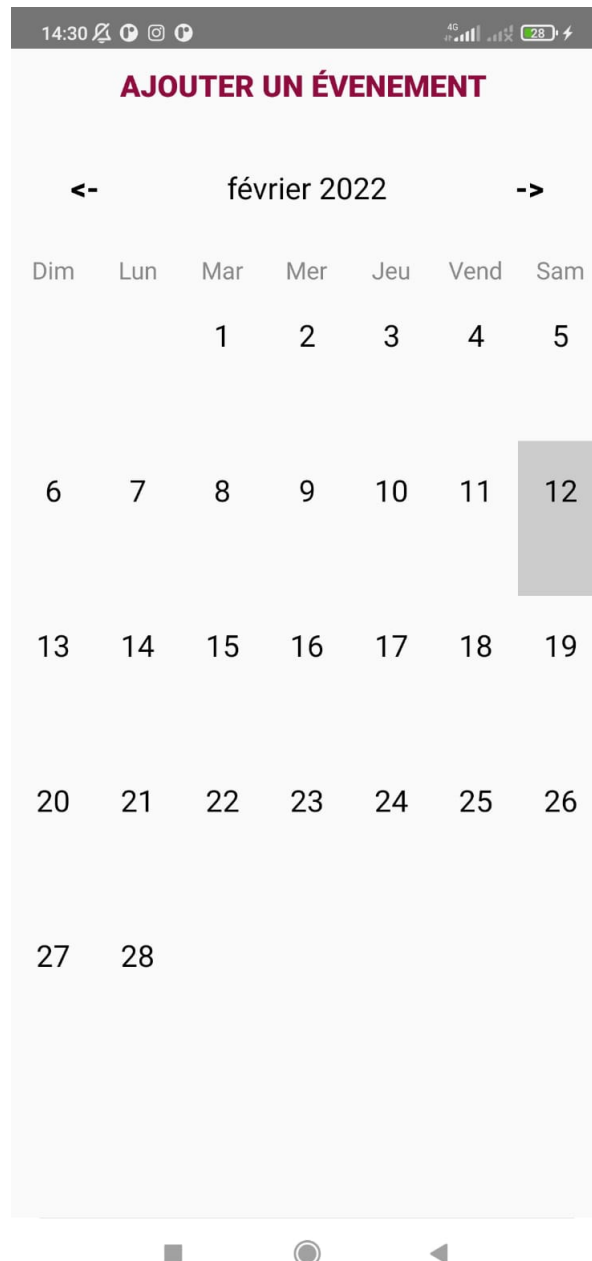 14:30 4G 28
AJOUTER UN ÉVENEMENT
<- février 2022 ->
Dim Lun Mar Mer Jeu Vend Sam
1 2 3 4 5
6 7 8 9 10 11 12
13 14 15 16 17 18 19
20 21 22 23 24 25 26
27 28